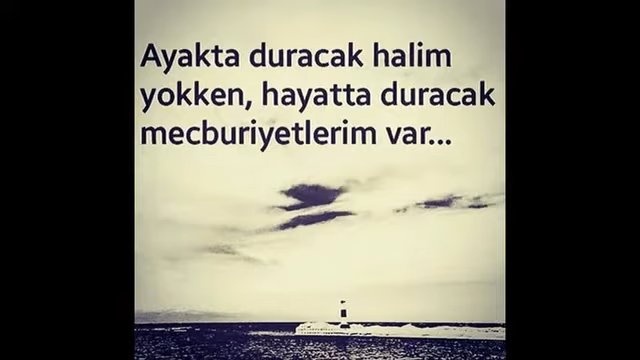 Ayakta duracak halim
yokken, hayatta duracak
mecburiyetlerim var...